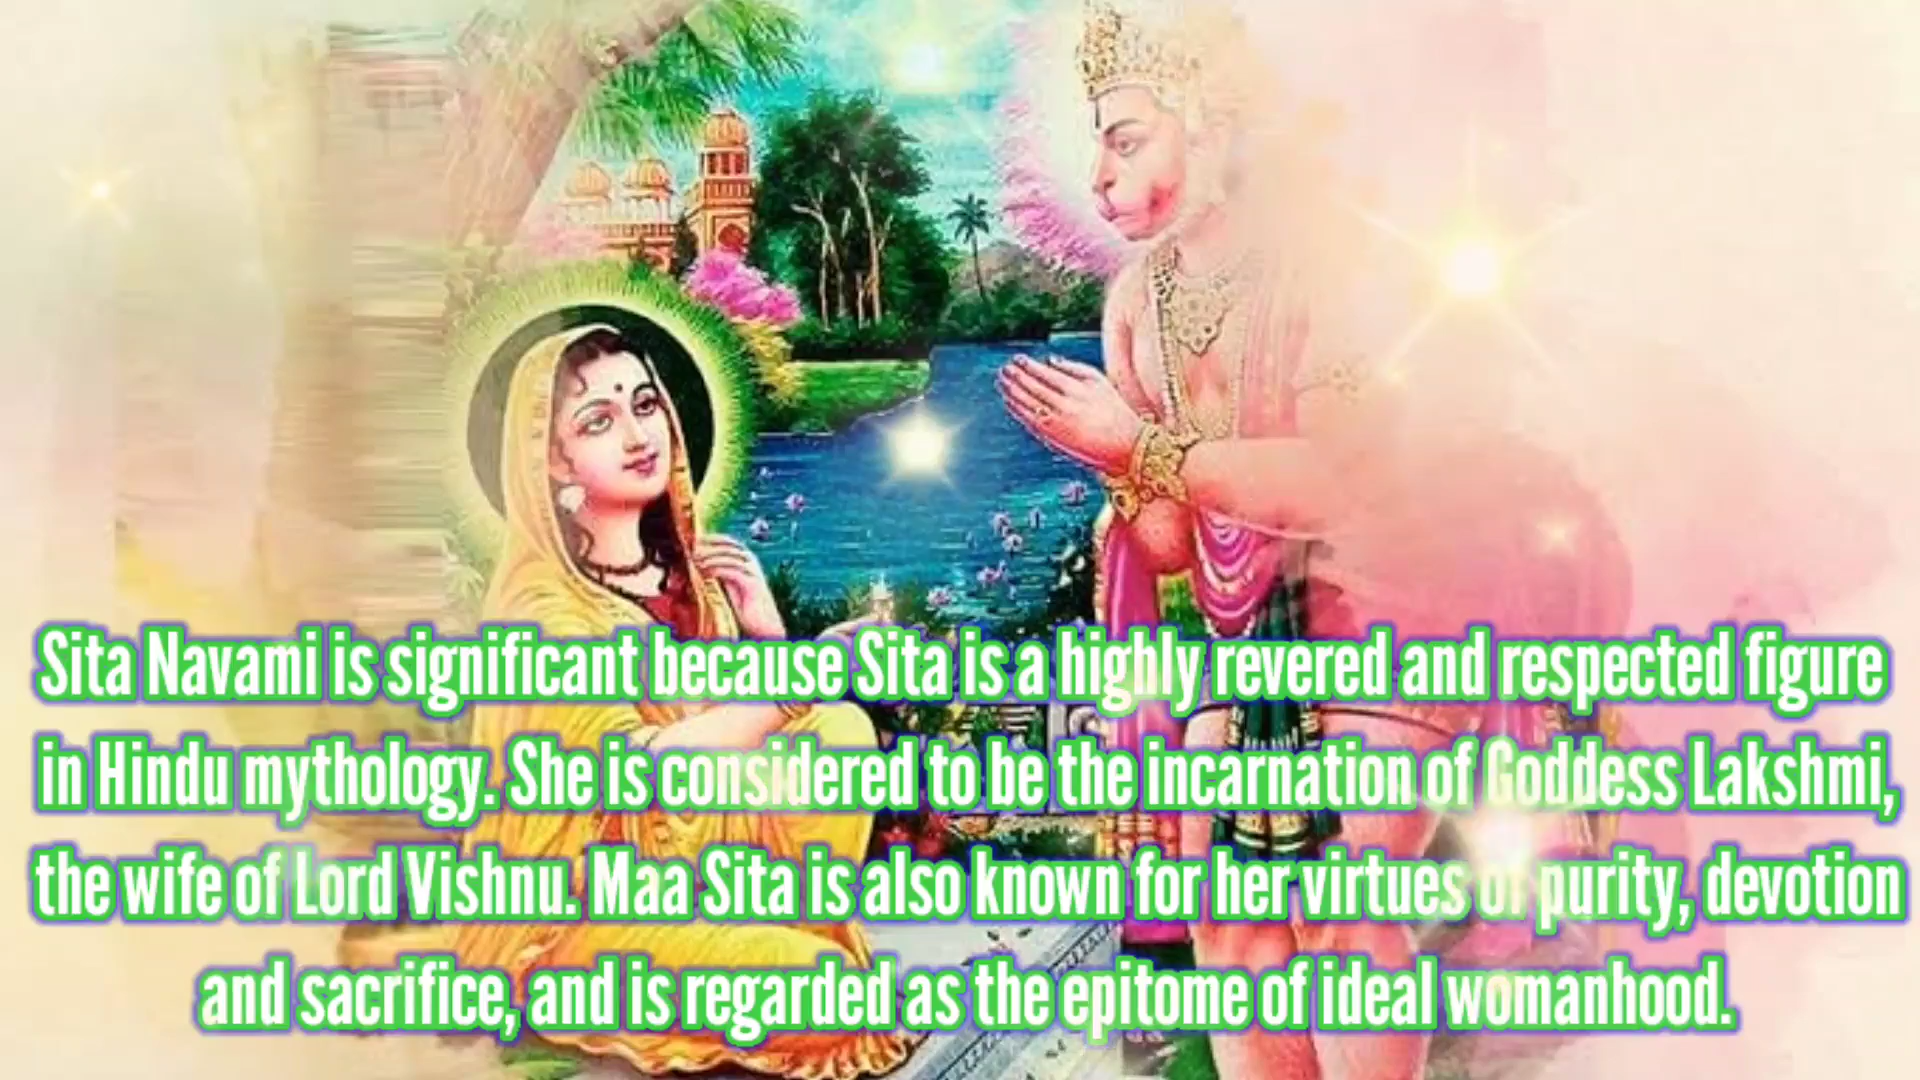 Sita Navami is significant because Sita is a highly revered and respected figure
in Hindu mythology. She is considered to be the incarnation of Goddess Lakshmi,
the wife of Lord Vishnu. Maa Sita is also known for her virtues of purity, devotion
and sacrifice, and is regarded as the epitome of ideal womanhood.